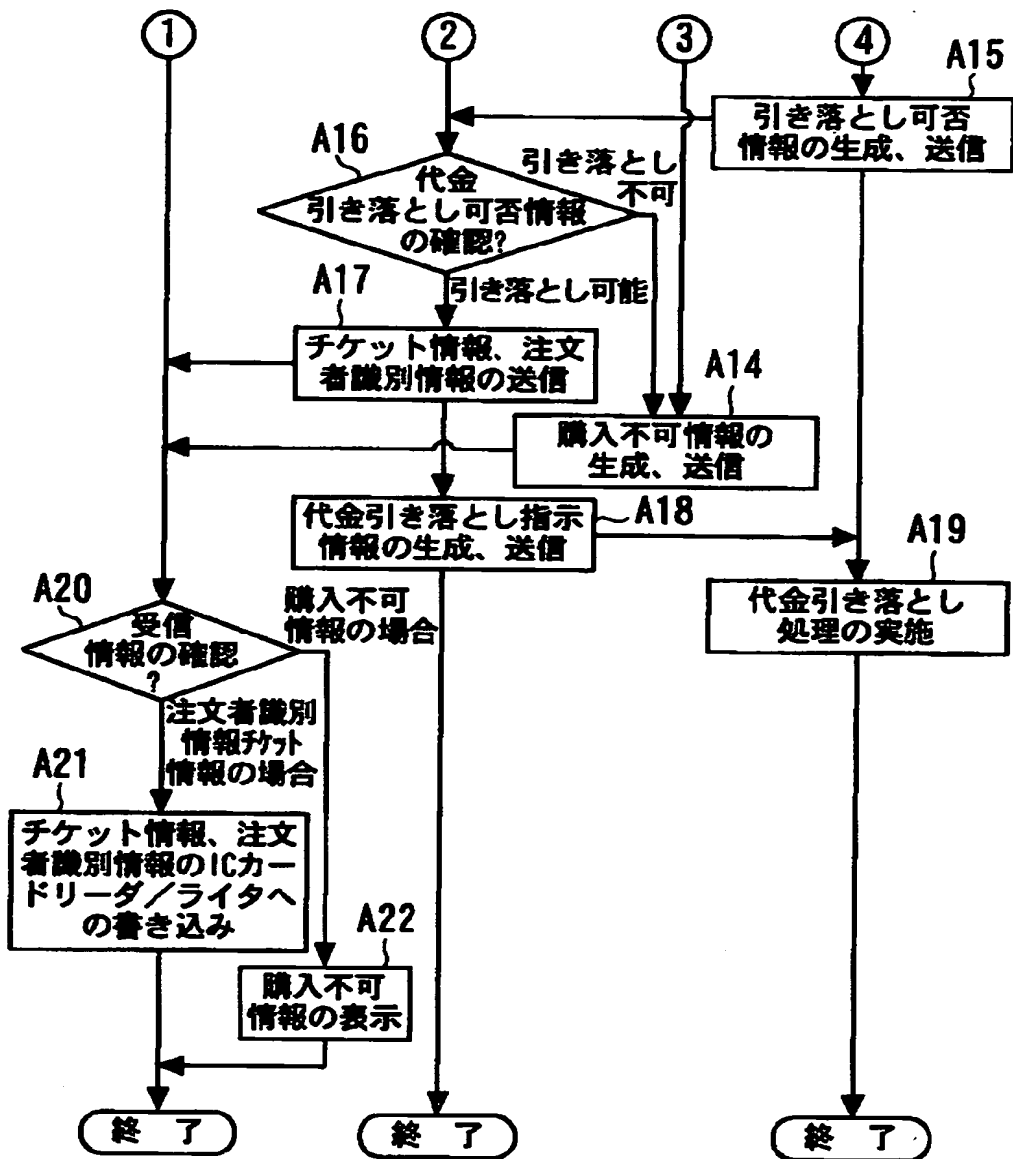 1
2
3
4
A15
引き落とし可否
情報の生成、送信
A16
代金
引き落とし可否情報
の確認?
引き落とし
不可
引き落とし可能
A17
チケット情報、注文
者識別情報の送信
A14
購入不可情報の
生成、送信
代金引き落とし指示
情報の生成、送信
A18
A19
代金引き落とし
処理の実施
A20
受信
情報の確認
?
購入不可
情報の場合
注文者識別
情報チケット
情報の場合
A21
チケット情報、注文
者識別情報のICカー
ドリーダ/ライタへ
の書き込み
A22
購入不可
情報の表示
終 了
終 了
終 了